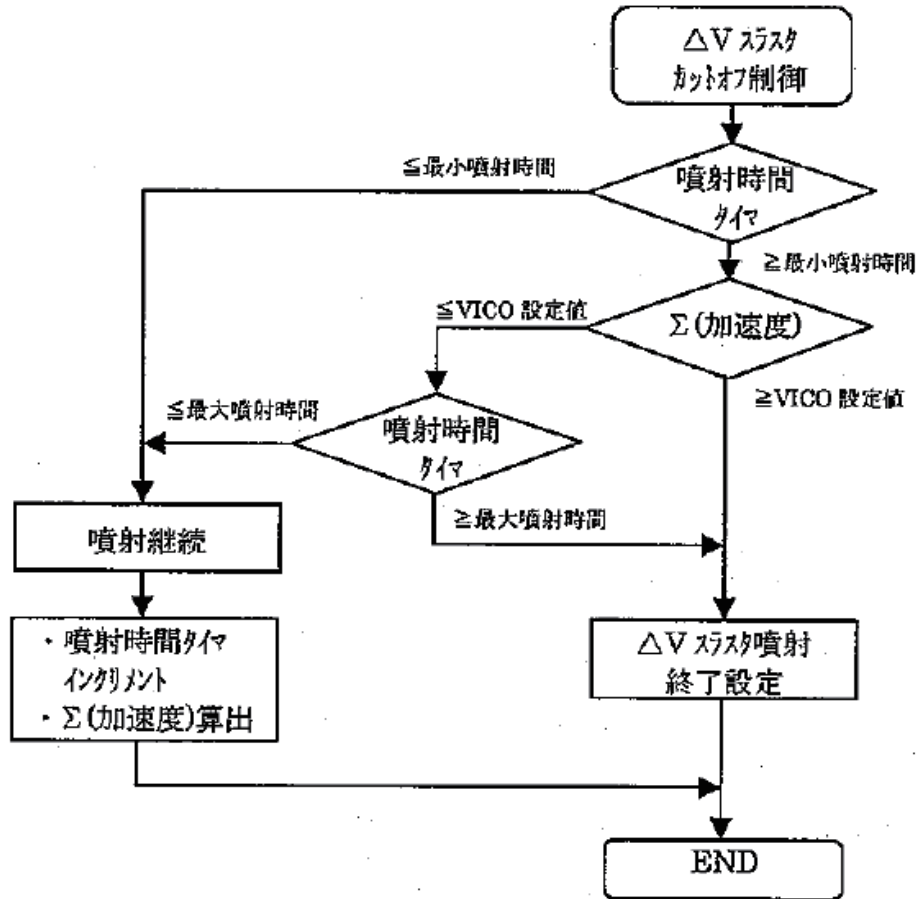 △V ｽﾗｽﾀ
ｶｯﾄｵﾌ制御
≦最小噴射時間
噴射時間
ﾀｲﾏ
≧最小噴射時間
≦VICO 設定値
Σ(加速度)
≧VICO 設定値
≦最大噴射時間
噴射時間
ﾀｲﾏ
≧最大噴射時間
噴射継続
・噴射時間ﾀｲﾏ
ｲﾝｸﾘﾒﾝﾄ
・Σ(加速度)算出
△V ｽﾗｽﾀ噴射
終了設定
END